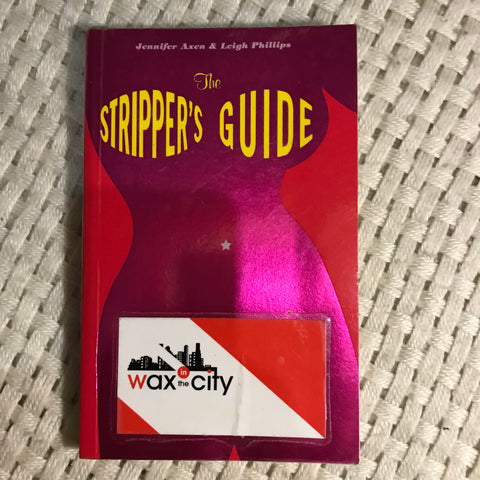 Jennifer Axen & Leigh Phillips
The
STRIPPER'S GUIDE
in
wax the city